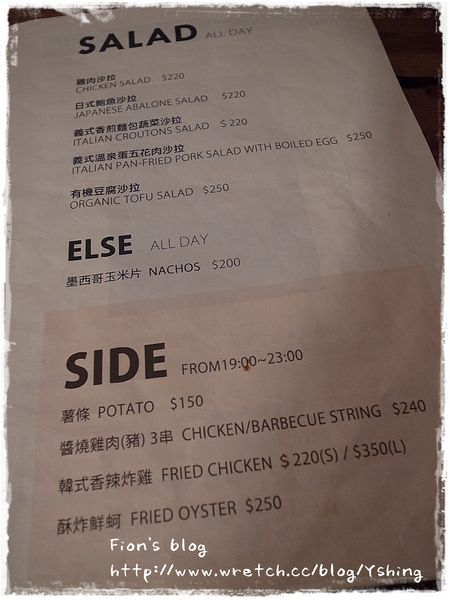 SALAD ALL DAY
雞肉沙拉
CHICKEN SALAD $220
日式鮑魚沙拉
JAPANESE ABALONE SALAD $220
義式香煎麵包蔬菜沙拉
ITALIAN CROUTONS SALAD $220
義式溫泉蛋五花肉沙拉
ITALIAN PAN-FRIED PORK SALAD WITH BOILED EGG $250
有機豆腐沙拉
ORGANIC TOFU SALAD $250
ELSE ALL DAY
墨西哥玉米片 NACHOS $200
SIDE FROM19:00~23:00
薯條 POTATO $150
醬燒雞肉(豬) 3串 CHICKEN/BARBECUE STRING $240
韓式香辣炸雞 FRIED CHICKEN $220(S) / $350(L)
酥炸鮮蚵 FRIED OYSTER $250
Fion's blog
http://www.wretch.cc/blog/Yshing